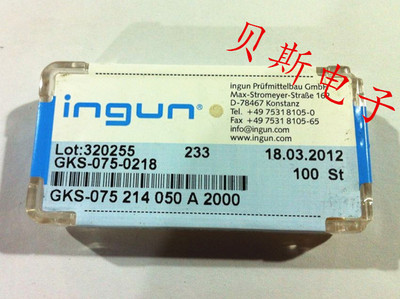 ingun Prüfmittelbau GmbH
Max-Stromeyer-Straße 162
D-78467 Konstanz
Tel +49 7531 8105-0
Fax +49 7531 8105-65
info@ingun.com
www.ingun.com
ingun®
Lot:320255 233 18.03.2012
GKS-075-0218 100 St
GKS-075 214 050 A 2000
贝斯电子